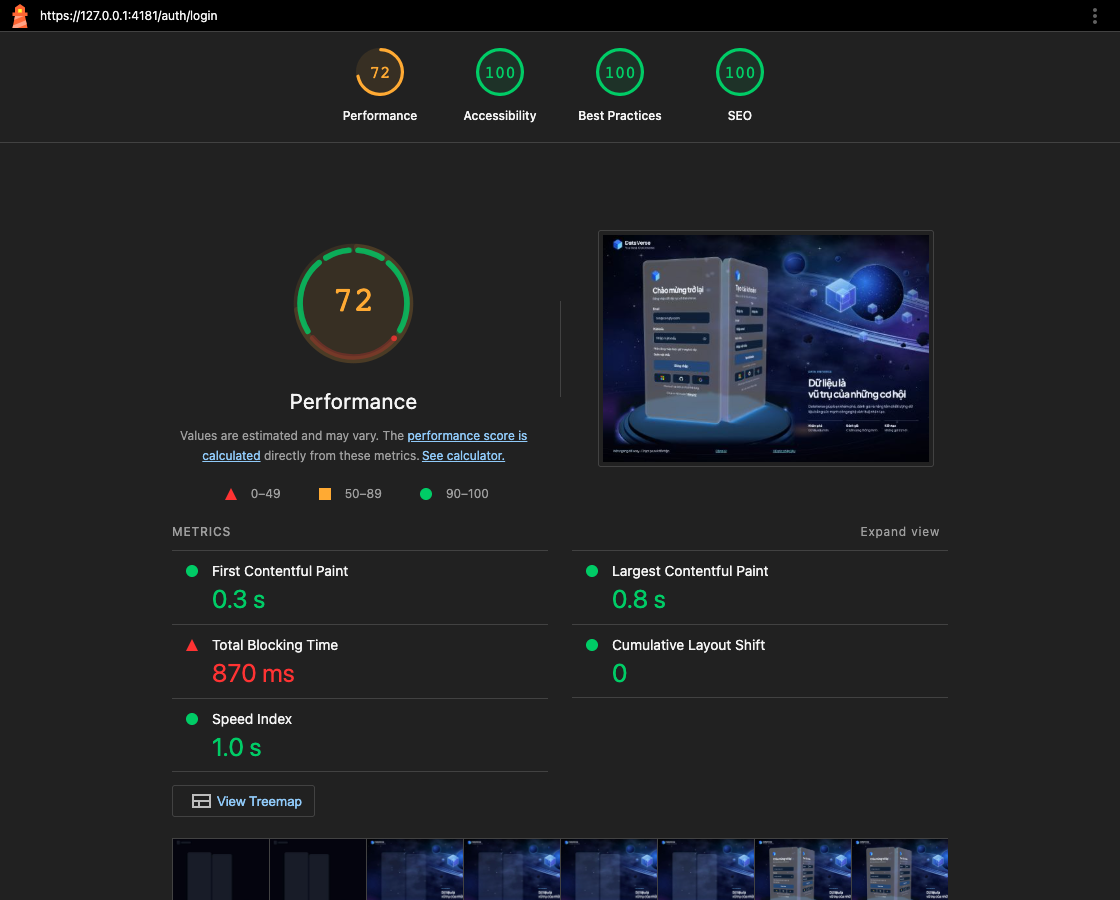 https://127.0.0.1:4181/auth/login
72
100
100
100
Performance
Accessibility
Best Practices
SEO
72
Performance
Values are estimated and may vary. The performance score is
calculated directly from these metrics. See calculator.
0–49
50–89
90–100
DataVerse
Chào mừng trở lại
Tạo tài khoản
Dữ liệu là
vũ trụ của những cơ hội
METRICS
Expand view
First Contentful Paint
0.3 s
Largest Contentful Paint
0.8 s
Total Blocking Time
870 ms
Cumulative Layout Shift
0
Speed Index
1.0 s
View Treemap